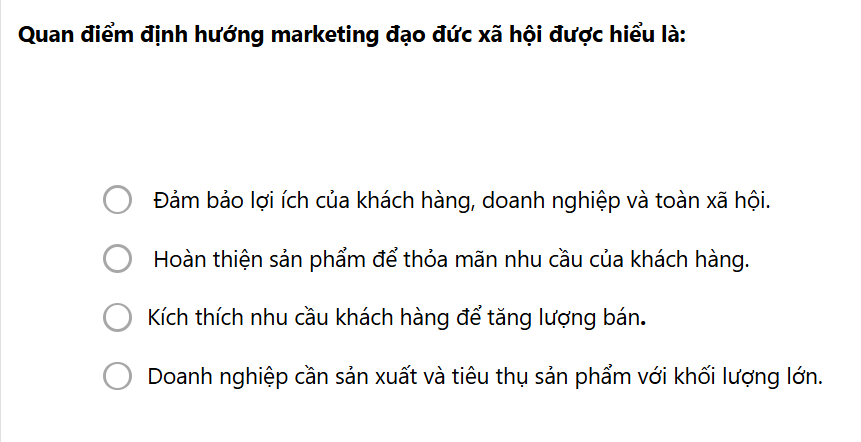 Quan điểm định hướng marketing đạo đức xã hội được hiểu là:
Đảm bảo lợi ích của khách hàng, doanh nghiệp và toàn xã hội.
Hoàn thiện sản phẩm để thỏa mãn nhu cầu của khách hàng.
Kích thích nhu cầu khách hàng để tăng lượng bán.
Doanh nghiệp cần sản xuất và tiêu thụ sản phẩm với khối lượng lớn.